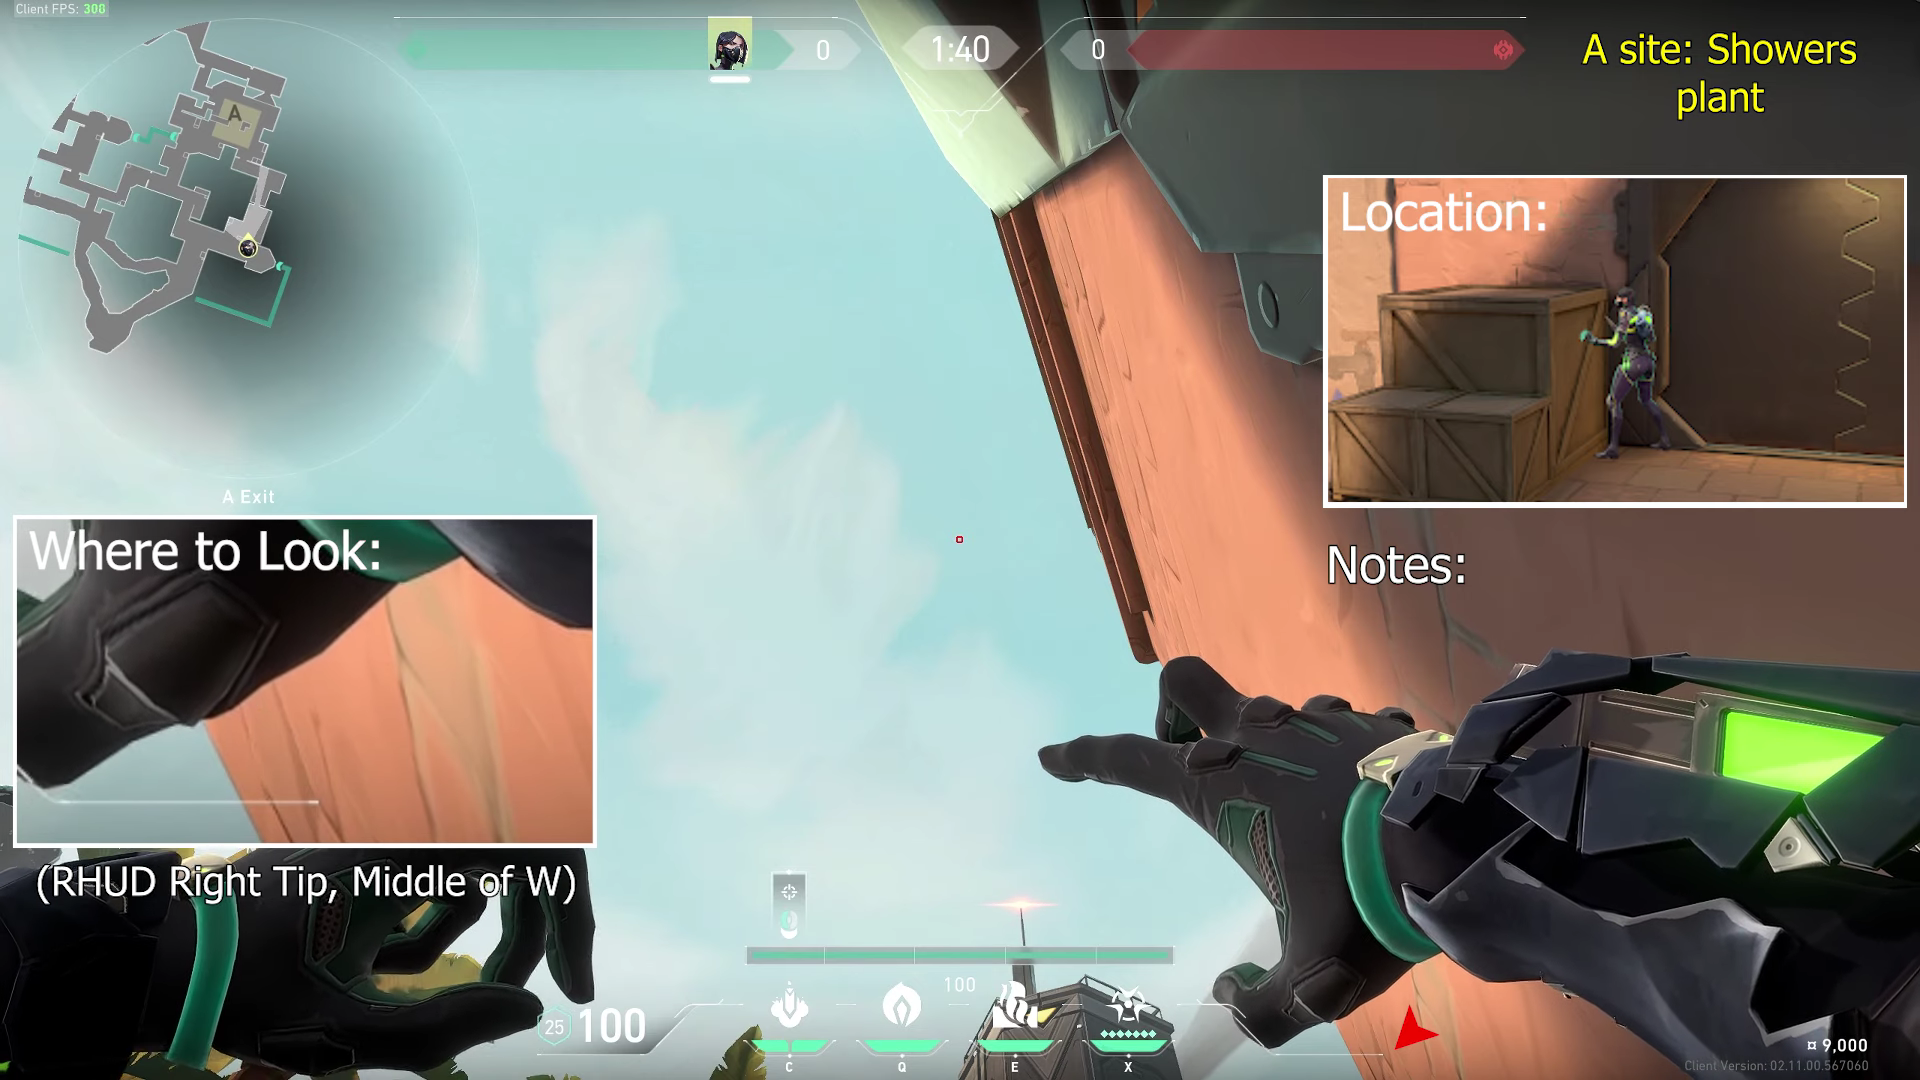 Client FPS: 300
0
1:40
0
A site: Showers
plant
A
Location:
A Exit
Where to Look:
Notes:
(RHUD Right Tip, Middle of W)
25
100
100
C
Q
E
X
¤ 9,000
Client Version: 02.11.00.567060